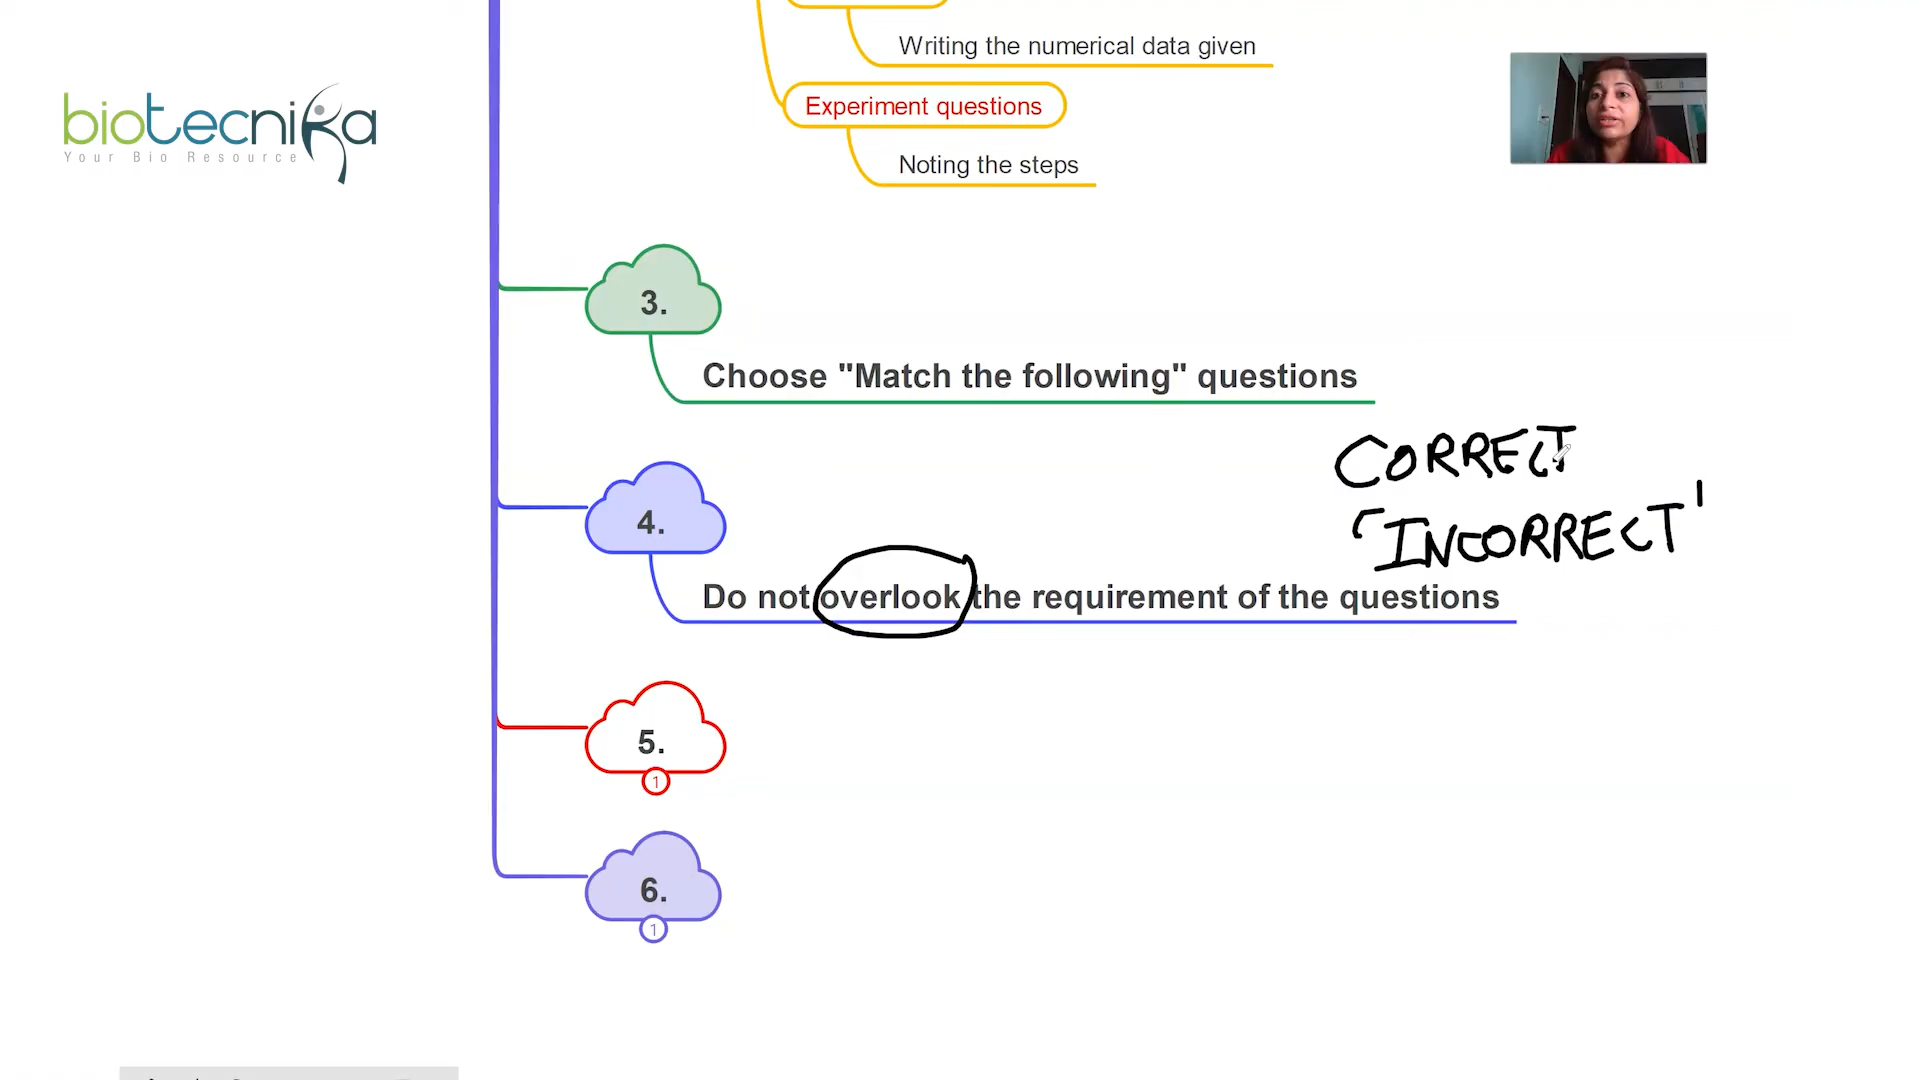 Writing the numerical data given
biotecnika
Your Bio Resource
Experiment questions
Noting the steps
3.
Choose "Match the following" questions
CORRECT
4.
'INCORRECT'
Do not overlook the requirement of the questions
5.
1
6.
1